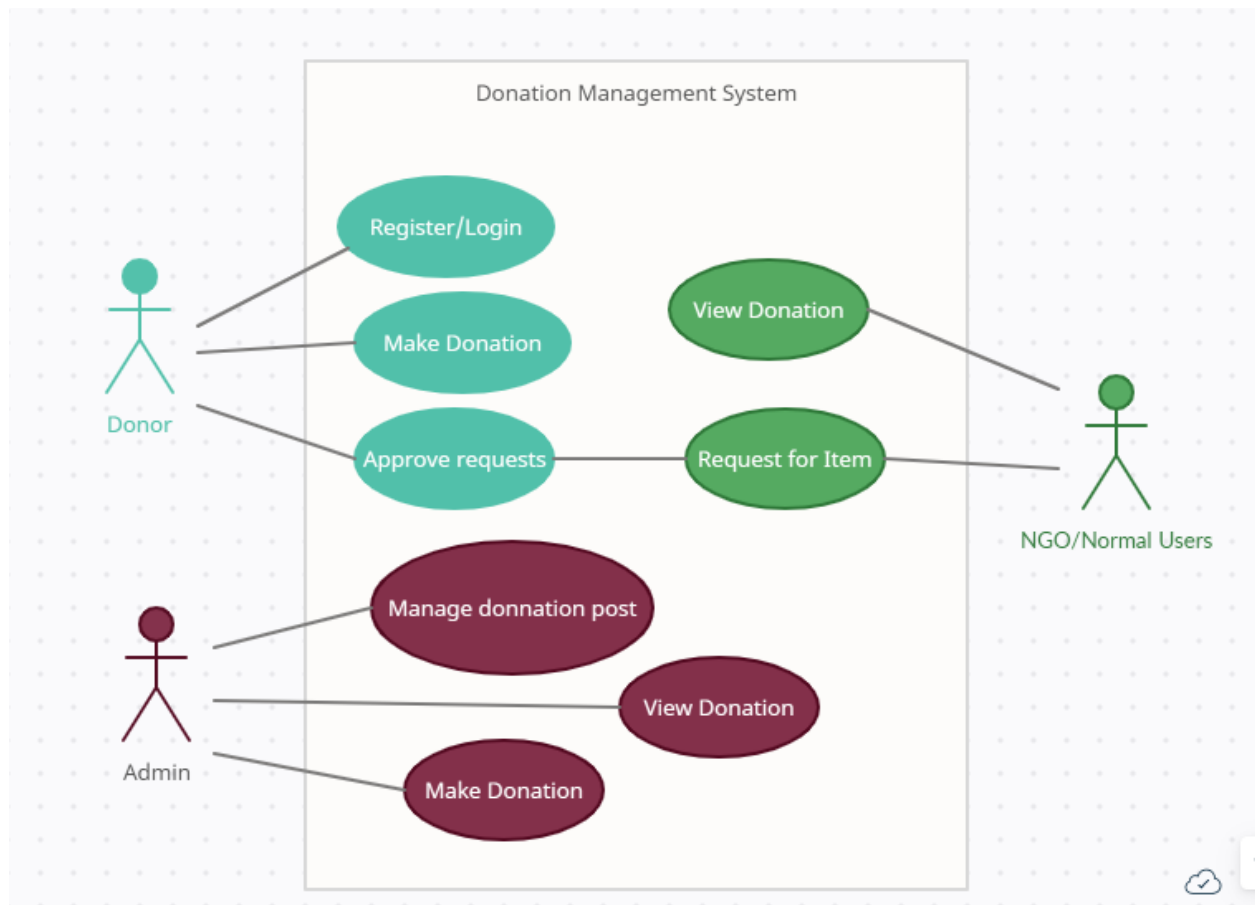 Donation Management System
Register/Login
View Donation
Make Donation
Donor
Approve requests
Request for Item
NGO/Normal Users
Manage donnation post
View Donation
Admin
Make Donation